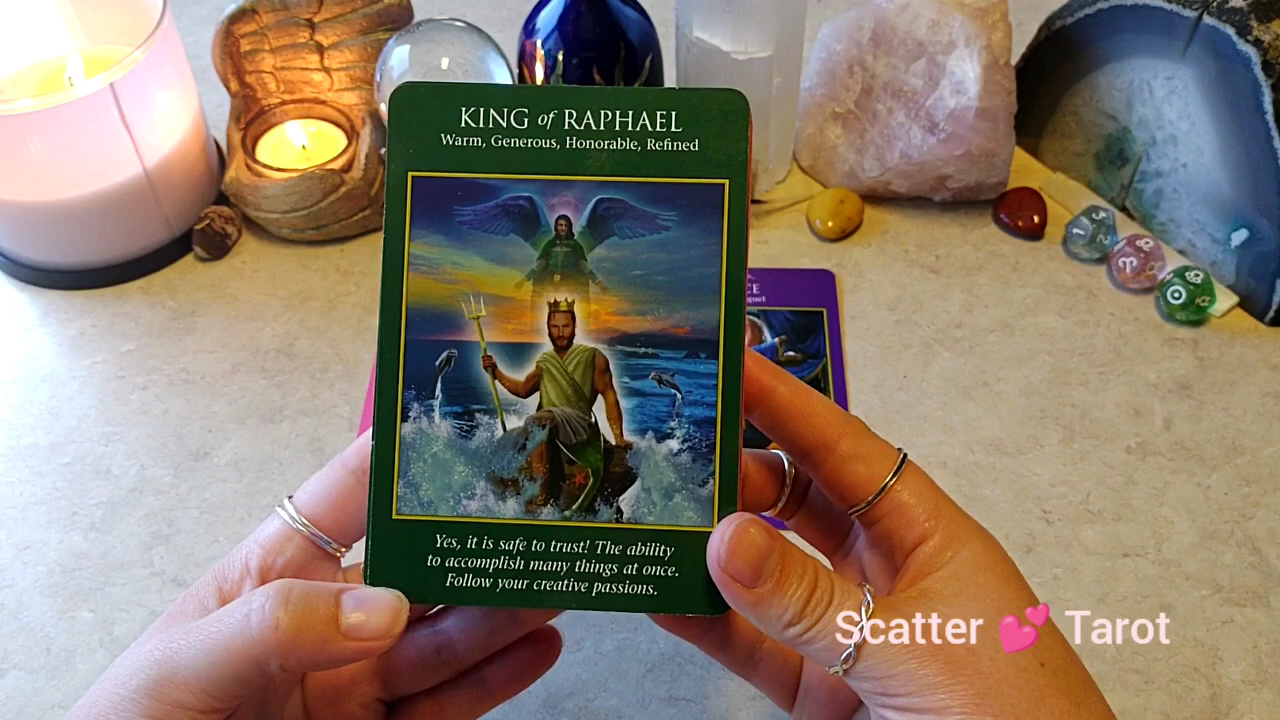 KING of RAPHAEL
Warm, Generous, Honorable, Refined
Yes, it is safe to trust! The ability
to accomplish many things at once.
Follow your creative passions.
Scatter 💕 Tarot